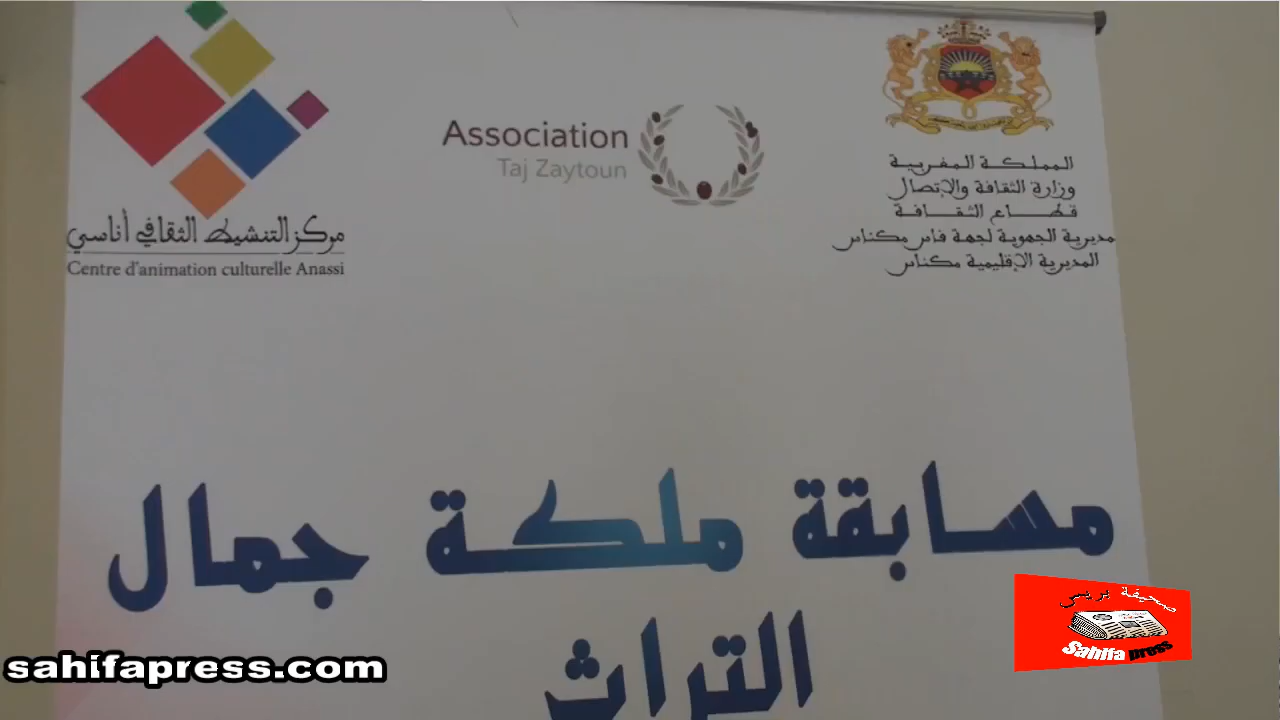 مركز التنشيط الثقافي أناسي
Centre d'animation culturelle Anassi
Association
Taj Zaytoun
المملكة المغربية
وزارة الثقافة والإتصال
قطاع الثقافة
مديرية الجهوية لجهة فاس مكناس
المديرية الإقليمية مكناس
مسابقة ملكة جمال
التراث
صحيفة بريس
Sahifa press
sahifapress.com